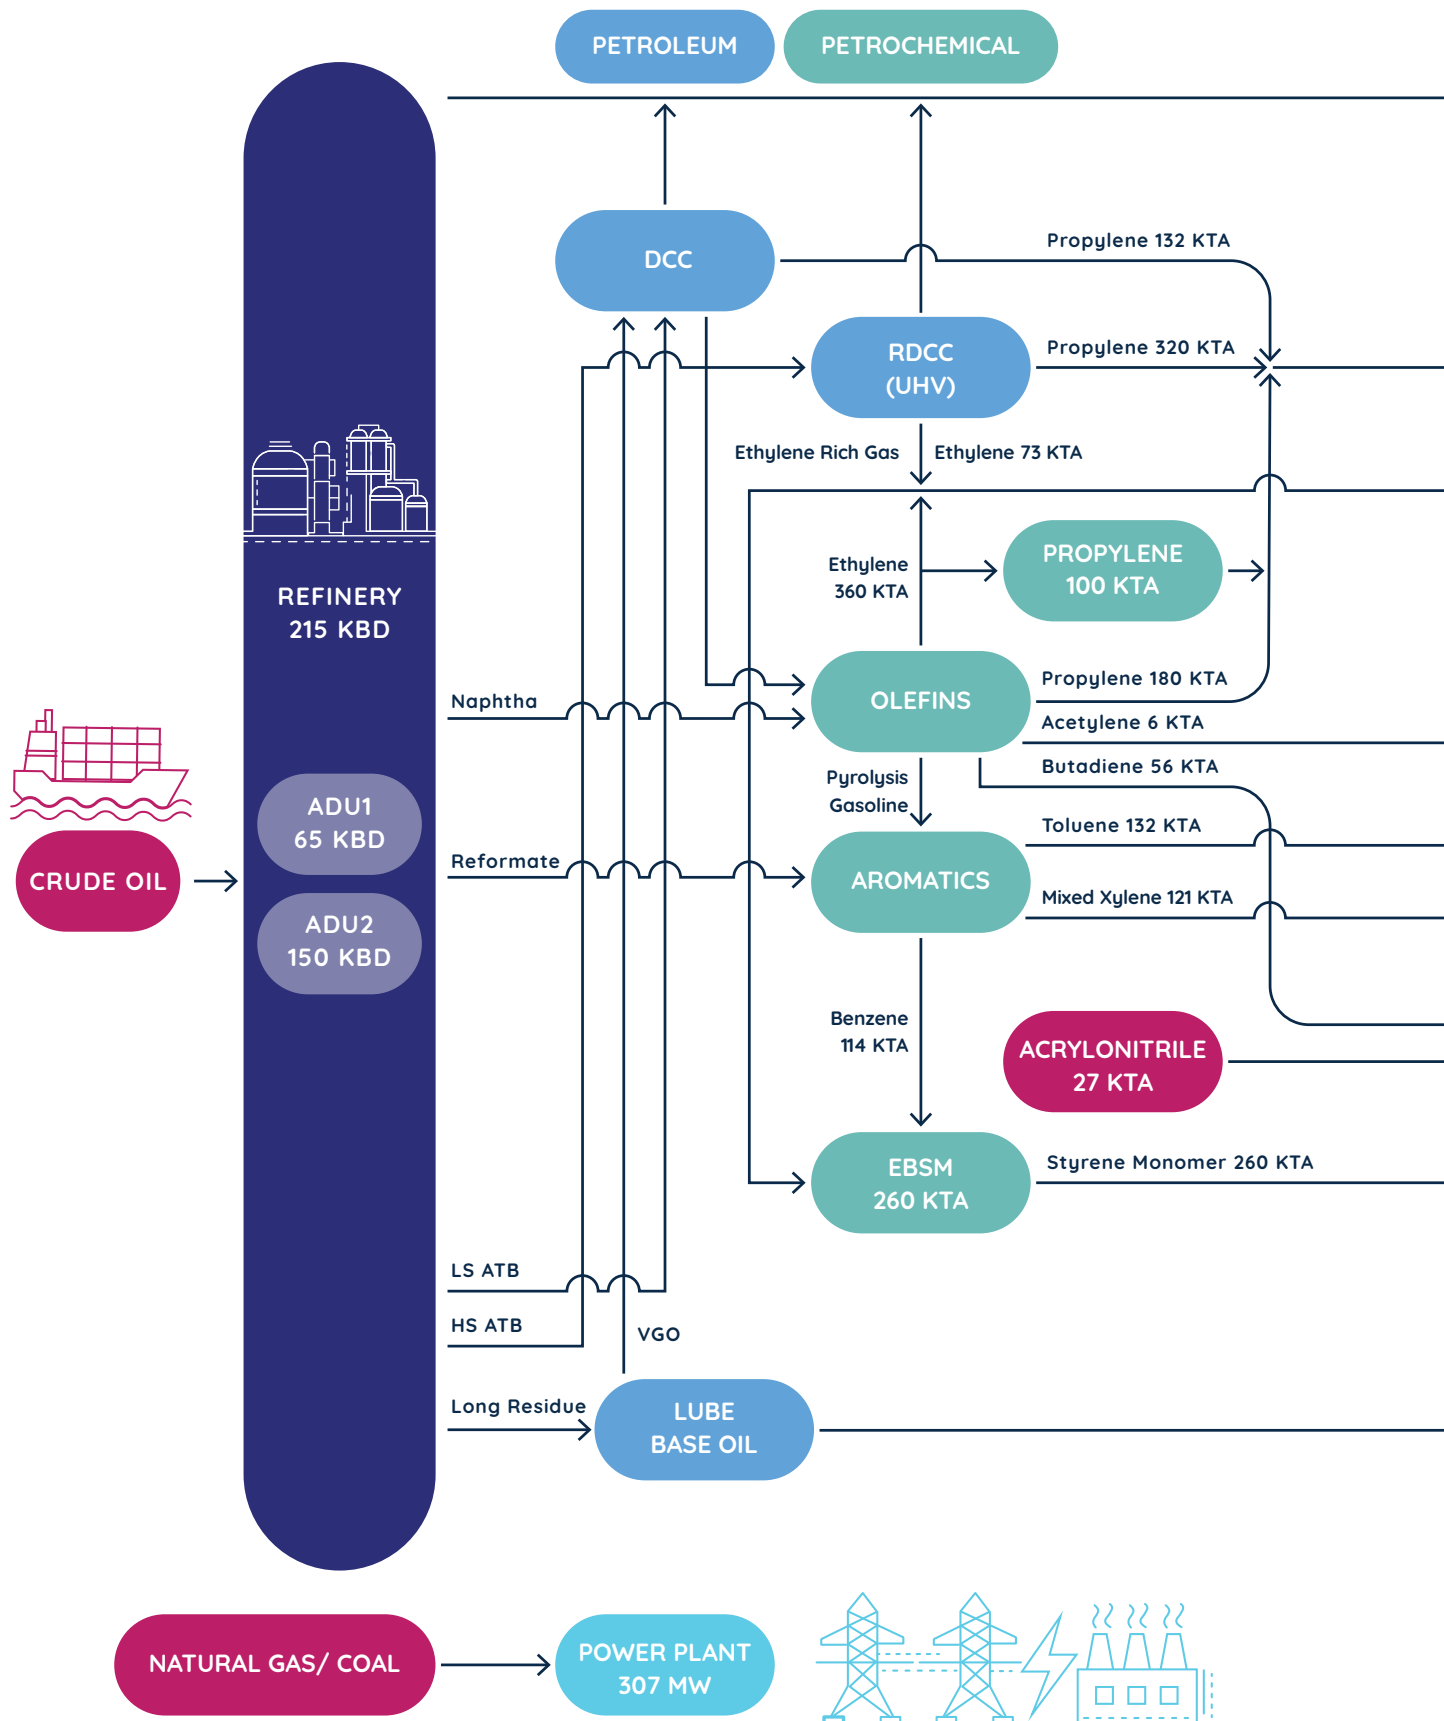 PETROLEUM
PETROCHEMICAL
DCC
Propylene 132 KTA
RDCC
(UHV)
Propylene 320 KTA
Ethylene Rich Gas
Ethylene 73 KTA
Ethylene
360 KTA
PROPYLENE
100 KTA
REFINERY
215 KBD
Naphtha
OLEFINS
Propylene 180 KTA
Acetylene 6 KTA
Butadiene 56 KTA
Pyrolysis
Gasoline
ADU1
65 KBD
Toluene 132 KTA
CRUDE OIL
Reformate
AROMATICS
Mixed Xylene 121 KTA
ADU2
150 KBD
Benzene
114 KTA
ACRYLONITRILE
27 KTA
EBSM
260 KTA
Styrene Monomer 260 KTA
LS ATB
HS ATB
VGO
Long Residue
LUBE
BASE OIL
NATURAL GAS/ COAL
POWER PLANT
307 MW